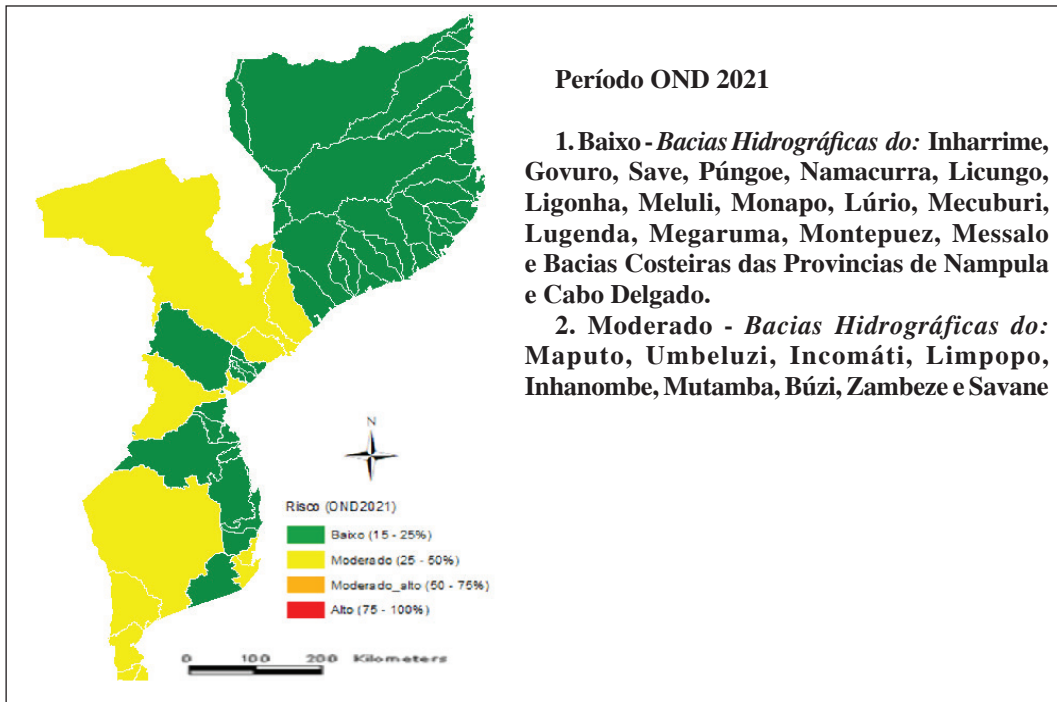 Período OND 2021
1. Baixo - Bacias Hidrográficas do: Inharrime,
Govuro, Save, Púngoe, Namacurra, Licungo,
Ligonha, Meluli, Monapo, Lúrio, Mecuburi,
Lugenda, Megaruma, Montepuez, Messalo
e Bacias Costeiras das Provincias de Nampula
e Cabo Delgado.
2. Moderado - Bacias Hidrográficas do:
Maputo, Umbeluzi, Incomáti, Limpopo,
Inhanombe, Mutamba, Búzi, Zambeze e Savane
N
Risco (OND2021)
Baixo (15 - 25%)
Moderado (25 - 50%)
Moderado_alto (50 - 75%)
Alto (75 - 100%)
0 100 200 Kilometers